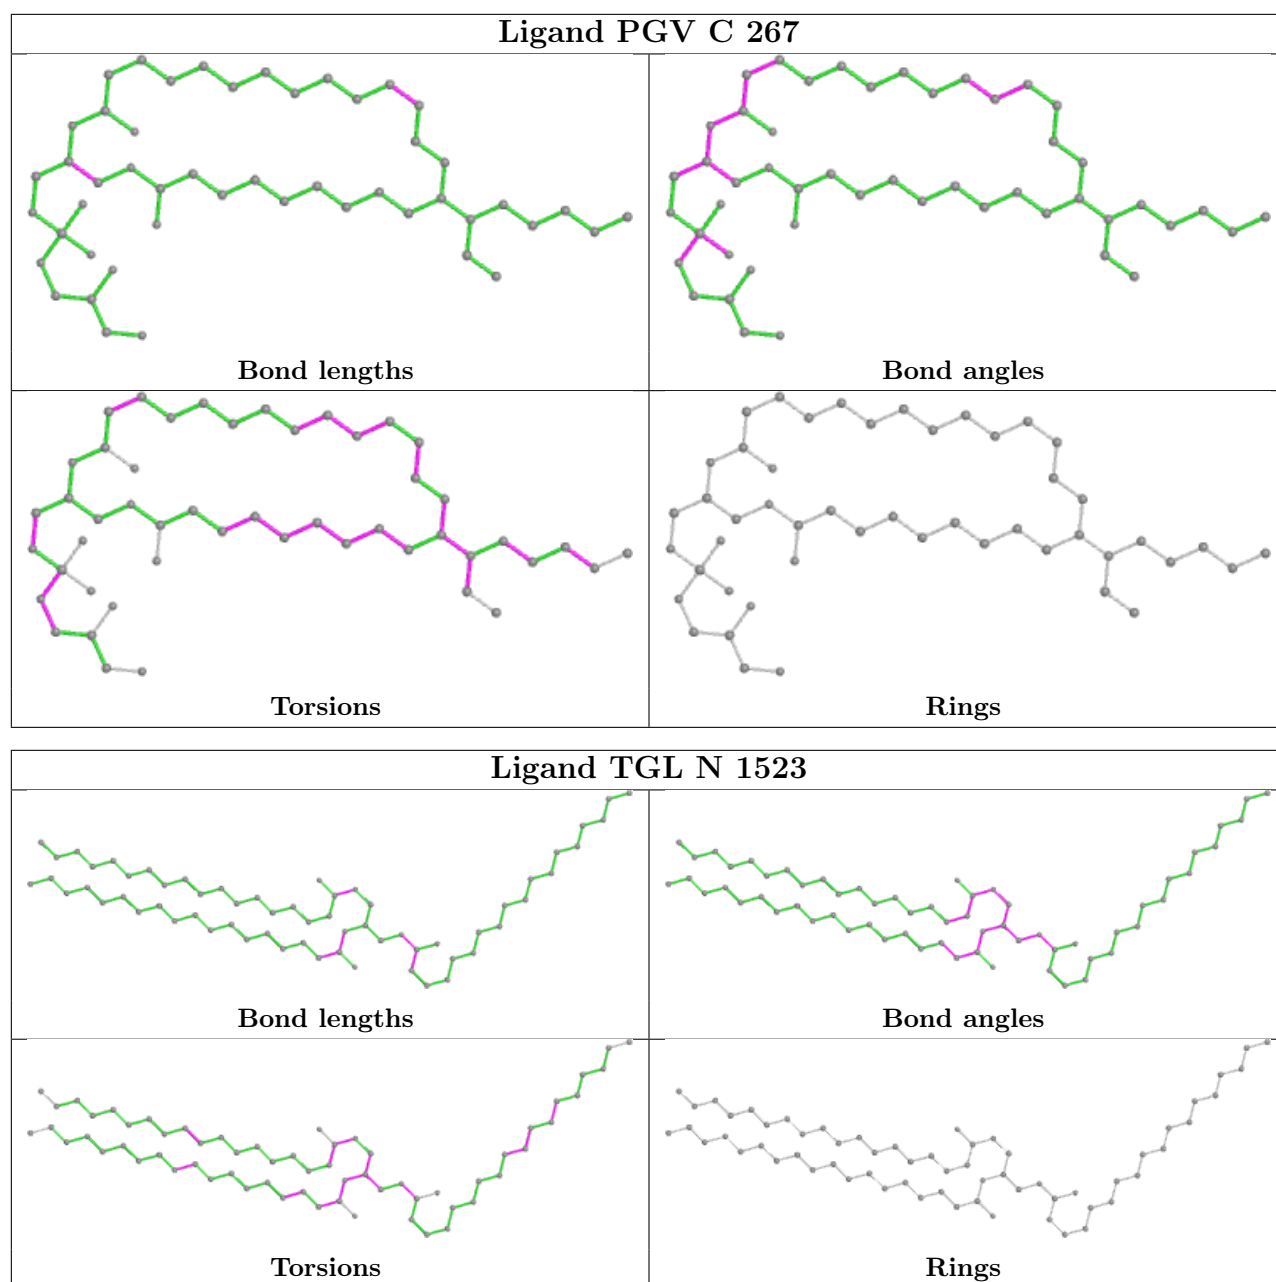 Ligand PGV C 267
Bond lengths
Bond angles
Torsions
Rings
Ligand TGL N 1523
Bond lengths
Bond angles
Torsions
Rings